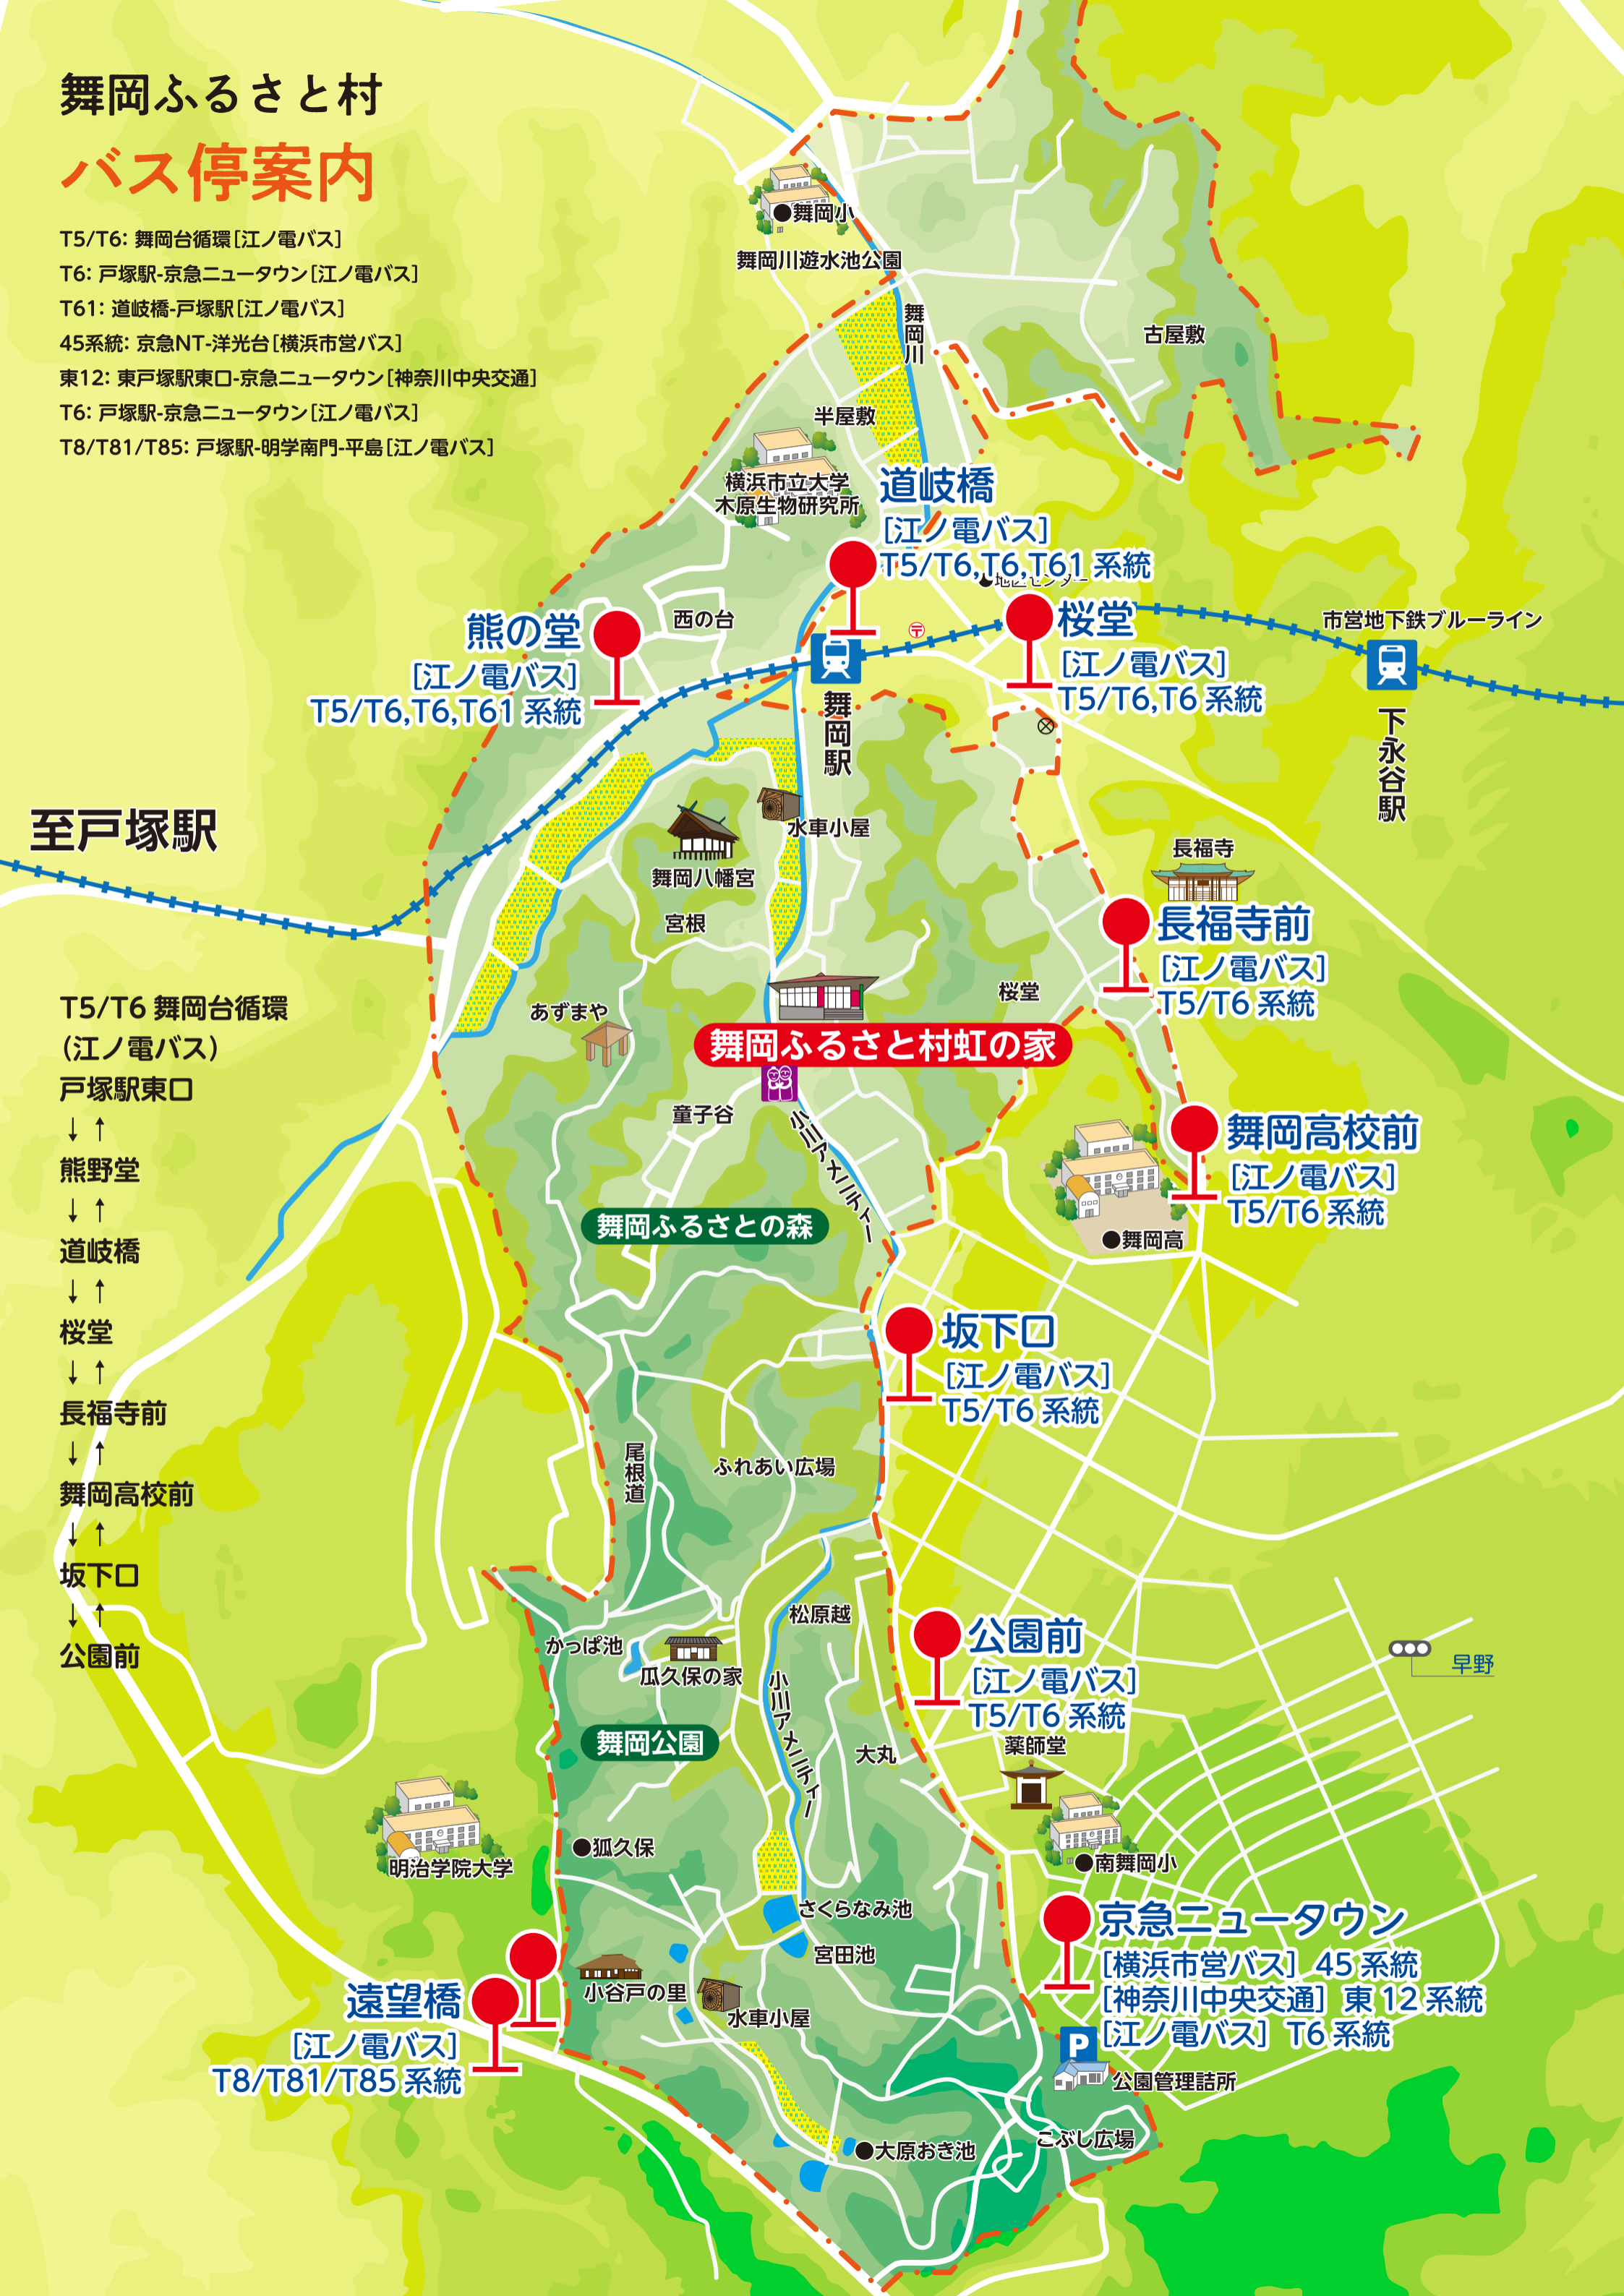 舞岡ふるさと村
バス停案内
T5/T6: 舞岡台循環[江ノ電バス]
T6: 戸塚駅-京急ニュータウン[江ノ電バス]
T61: 道岐橋-戸塚駅[江ノ電バス]
45系統: 京急NT-洋光台[横浜市営バス]
東12: 東戸塚駅東口-京急ニュータウン[神奈川中央交通]
T6: 戸塚駅-京急ニュータウン[江ノ電バス]
T8/T81/T85: 戸塚駅-明学南門-平島[江ノ電バス]
●舞岡小
舞岡川遊水池公園
舞岡川
古屋敷
半屋敷
横浜市立大学
木原生物研究所
道岐橋
[江ノ電バス]
T5/T6,T6,T61 系統
●地区センター
熊の堂
[江ノ電バス]
T5/T6,T6,T61 系統
西の台
桜堂
[江ノ電バス]
T5/T6,T6 系統
市営地下鉄ブルーライン
舞岡駅
下永谷駅
至戸塚駅
水車小屋
舞岡八幡宮
宮根
長福寺
長福寺前
[江ノ電バス]
T5/T6 系統
あずまや
桜堂
舞岡ふるさと村虹の家
童子谷
小川アメニティー
舞岡高校前
[江ノ電バス]
T5/T6 系統
●舞岡高
舞岡ふるさとの森
坂下口
[江ノ電バス]
T5/T6 系統
尾根道
ふれあい広場
T5/T6 舞岡台循環
(江ノ電バス)
戸塚駅東口
↓ ↑
熊野堂
↓ ↑
道岐橋
↓ ↑
桜堂
↓ ↑
長福寺前
↓ ↑
舞岡高校前
↓ ↑
坂下口
↓ ↑
公園前
松原越
かっぱ池
瓜久保の家
小川アメニティー
公園前
[江ノ電バス]
T5/T6 系統
早野
舞岡公園
大丸
薬師堂
明治学院大学
●狐久保
●南舞岡小
さくらなみ池
宮田池
京急ニュータウン
[横浜市営バス] 45 系統
[神奈川中央交通] 東 12 系統
[江ノ電バス] T6 系統
小谷戸の里
水車小屋
遠望橋
[江ノ電バス]
T8/T81/T85 系統
P
公園管理詰所
こぶし広場
●大原おき池